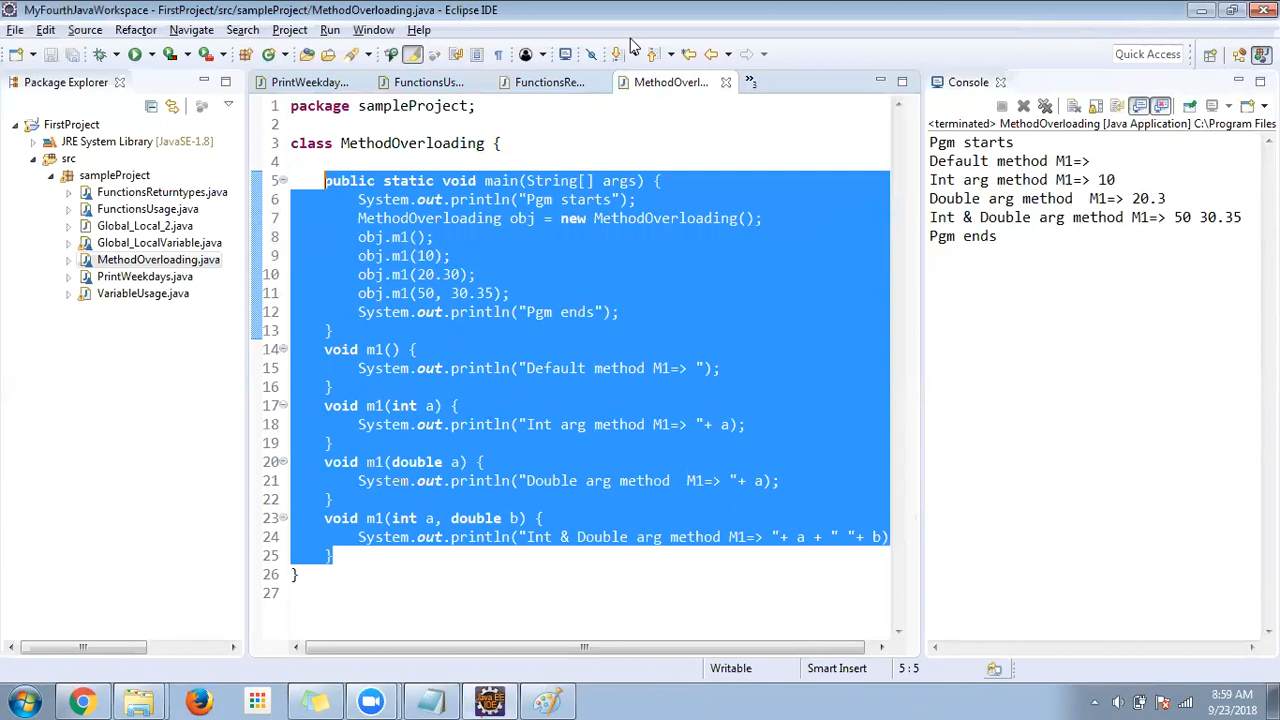 MyFourthJavaWorkspace - FirstProject/src/sampleProject/MethodOverloading.java - Eclipse IDE
File Edit Source Refactor Navigate Search Project Run Window Help
Quick Access
Package Explorer
FirstProject
JRE System Library [JavaSE-1.8]
src
sampleProject
FunctionsReturntypes.java
FunctionsUsage.java
Global_Local_2.java
Global_LocalVariable.java
MethodOverloading.java
PrintWeekdays.java
VariableUsage.java
PrintWeekday... FunctionsUs... FunctionsRe... MethodOverl... »3
1 package sampleProject;
2
3 class MethodOverloading {
4
5 public static void main(String[] args) {
6 System.out.println("Pgm starts");
7 MethodOverloading obj = new MethodOverloading();
8 obj.m1();
9 obj.m1(10);
10 obj.m1(20.30);
11 obj.m1(50, 30.35);
12 System.out.println("Pgm ends");
13 }
14 void m1() {
15 System.out.println("Default method M1=> ");
16 }
17 void m1(int a) {
18 System.out.println("Int arg method M1=> "+ a);
19 }
20 void m1(double a) {
21 System.out.println("Double arg method  M1=> "+ a);
22 }
23 void m1(int a, double b) {
24 System.out.println("Int & Double arg method M1=> "+ a + " "+ b)
25 }
26 }
27
Console
<terminated> MethodOverloading [Java Application] C:\Program Files
Pgm starts
Default method M1=>
Int arg method M1=> 10
Double arg method  M1=> 20.3
Int & Double arg method M1=> 50 30.35
Pgm ends
Writable Smart Insert 5 : 5
Java EE
IDE
8:59 AM
9/23/2018